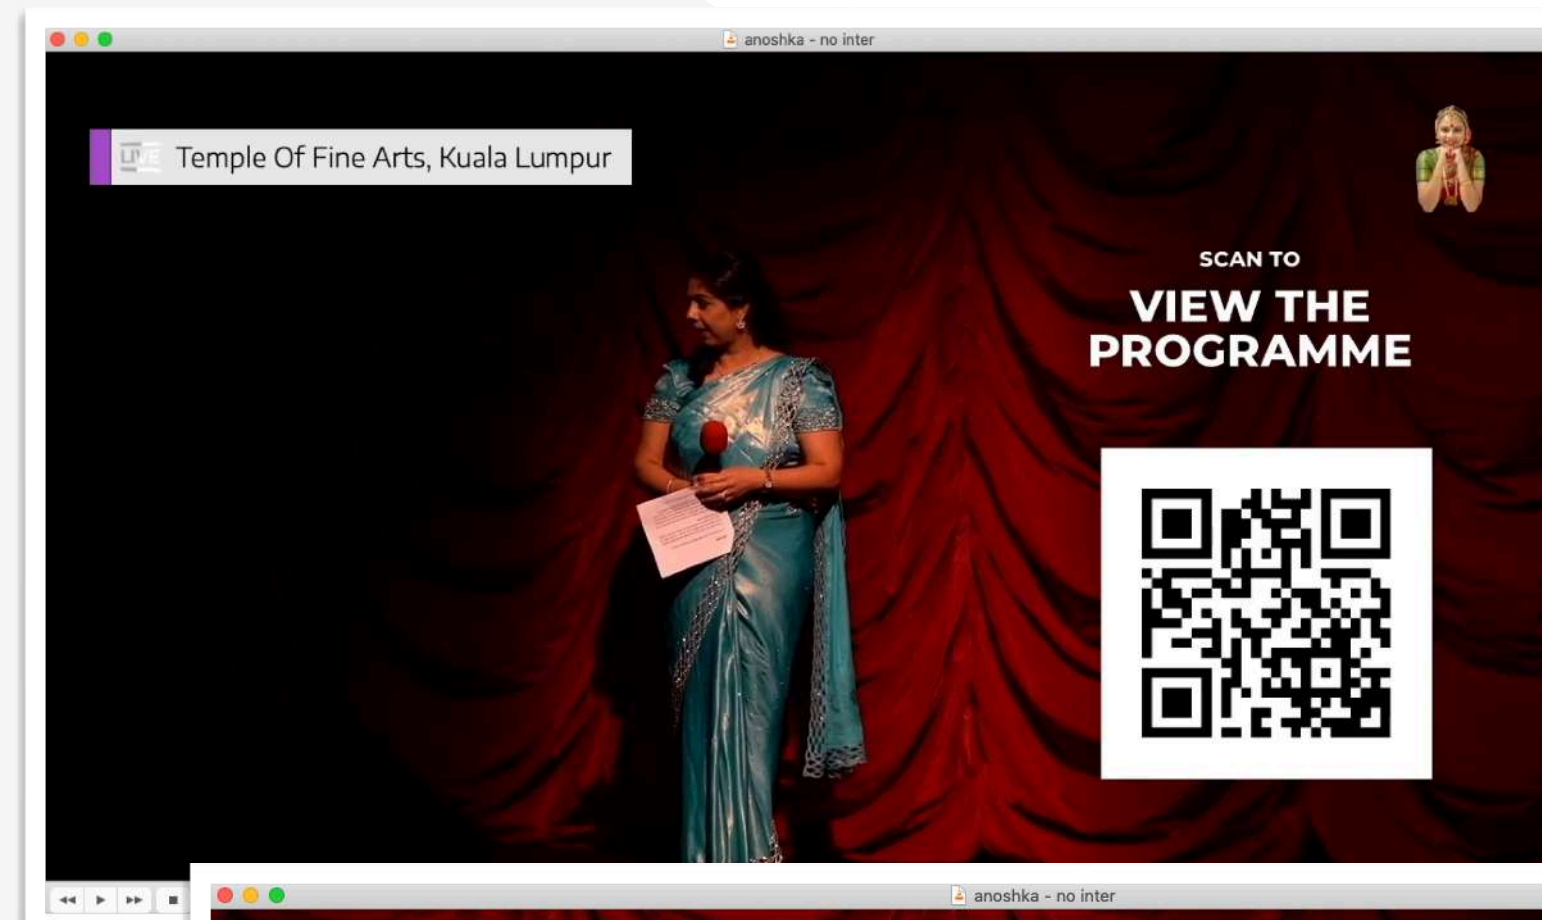 anoshka - no inter
LIVE
Temple Of Fine Arts, Kuala Lumpur
SCAN TO
VIEW THE
PROGRAMME
anoshka - no inter